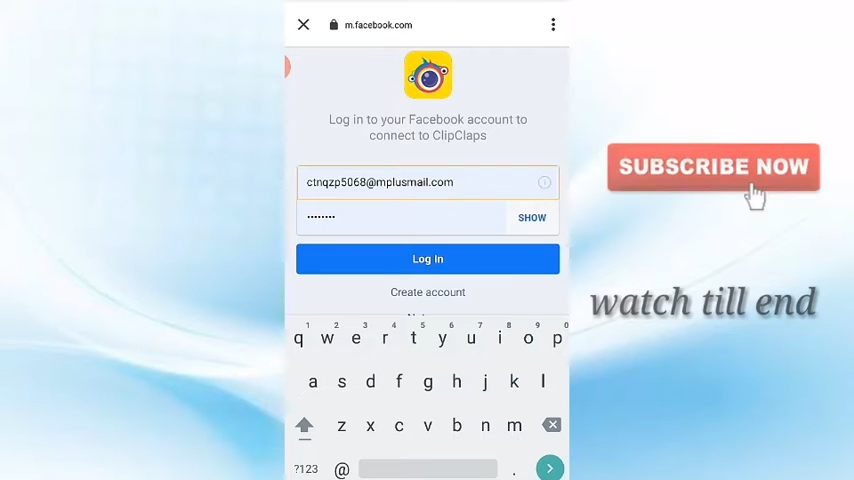 m.facebook.com
Log in to your Facebook account to
connect to ClipClaps
ctnqzp5068@mplusmail.com
••••••••
SHOW
Log In
Create account
SUBSCRIBE NOW
watch till end
1 2 3 4 5 6 7 8 9 0
q w e r t y u i o p
a s d f g h j k l
z x c v b n m
?123 @ .